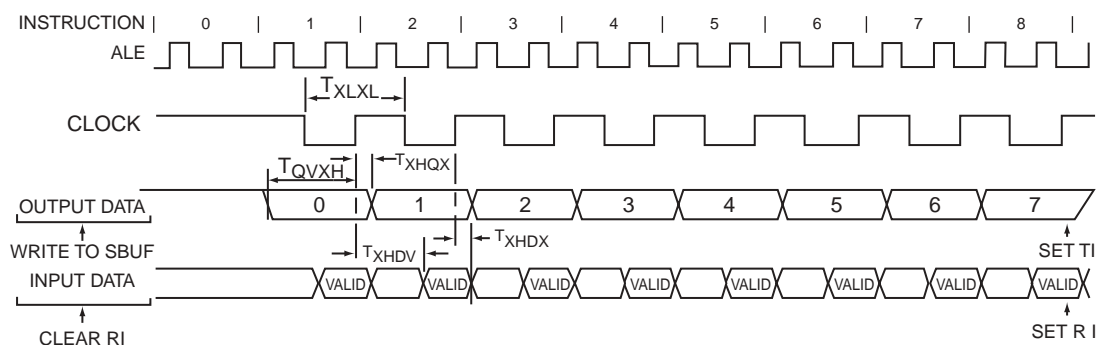 INSTRUCTION 0 1 2 3 4 5 6 7 8
ALE
TXLXL
CLOCK
TQVXH TXHQX
OUTPUT DATA 0 1 2 3 4 5 6 7
WRITE TO SBUF TXHDV TXHDX SET TI
INPUT DATA VALID VALID VALID VALID VALID VALID VALID VALID
CLEAR RI SET R I